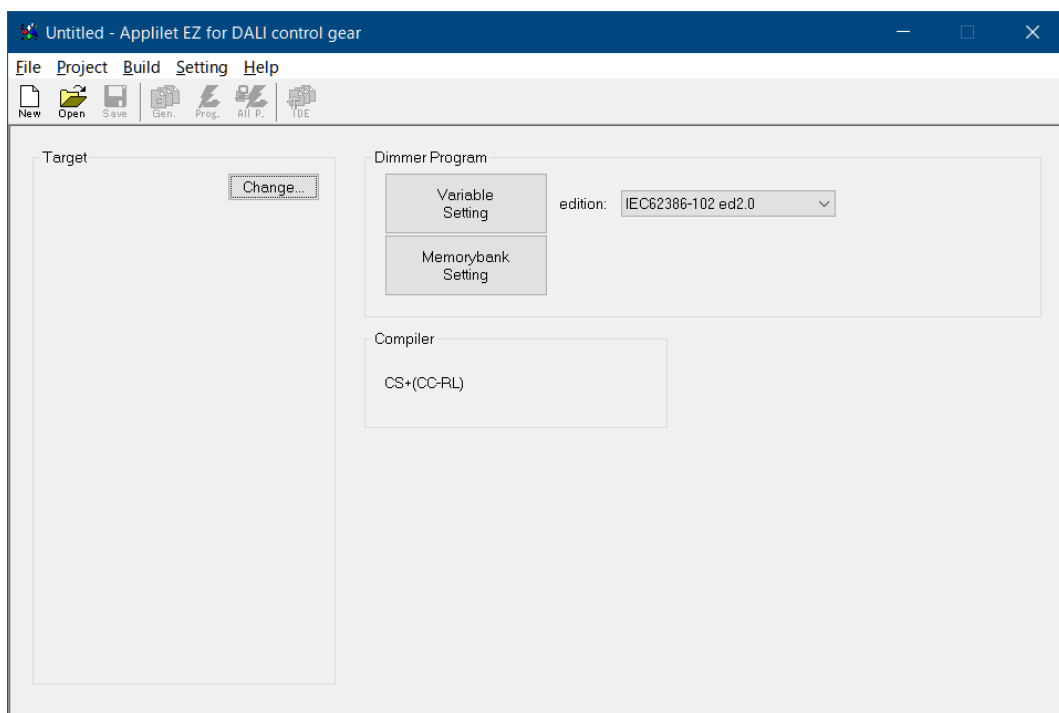 Untitled - Applilet EZ for DALI control gear
File Project Build Setting Help
New Open Save Gen. Prog. All P. IDE
Target
Change...
Dimmer Program
Variable
Setting
edition: IEC62386-102 ed2.0
Memorybank
Setting
Compiler
CS+(CC-RL)